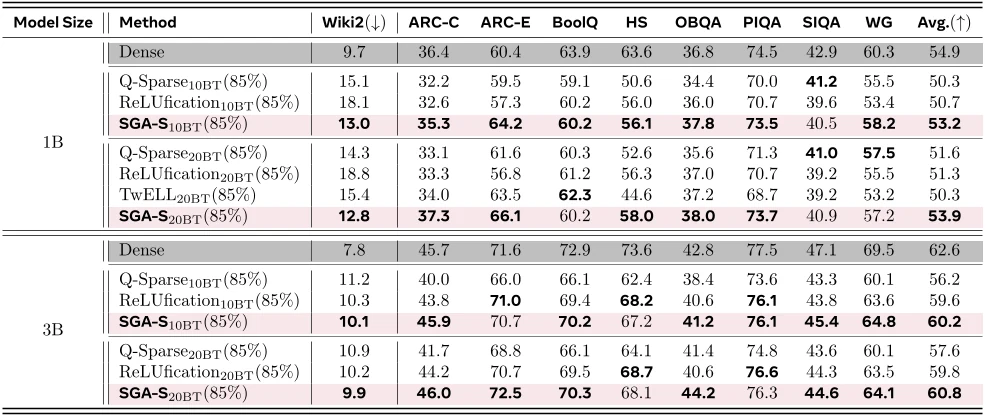 Model Size Method Wiki2(↓) ARC-C ARC-E BoolQ HS OBQA PIQA SIQA WG Avg.(↑)
Dense 9.7 36.4 60.4 63.9 63.6 36.8 74.5 42.9 60.3 54.9
Q-Sparse10BT(85%) 15.1 32.2 59.5 59.1 50.6 34.4 70.0 41.2 55.5 50.3
ReLUfication10BT(85%) 18.1 32.6 57.3 60.2 56.0 36.0 70.7 39.6 53.4 50.7
SGA-S10BT(85%) 13.0 35.3 64.2 60.2 56.1 37.8 73.5 40.5 58.2 53.2
1B
Q-Sparse20BT(85%) 14.3 33.1 61.6 60.3 52.6 35.6 71.3 41.0 57.5 51.6
ReLUfication20BT(85%) 18.8 33.3 56.8 61.2 56.3 37.0 70.7 39.2 55.5 51.3
TwELL20BT(85%) 15.4 34.0 63.5 62.3 44.6 37.2 68.7 39.2 53.2 50.3
SGA-S20BT(85%) 12.8 37.3 66.1 60.2 58.0 38.0 73.7 40.9 57.2 53.9
Dense 7.8 45.7 71.6 72.9 73.6 42.8 77.5 47.1 69.5 62.6
Q-Sparse10BT(85%) 11.2 40.0 66.0 66.1 62.4 38.4 73.6 43.3 60.1 56.2
ReLUfication10BT(85%) 10.3 43.8 71.0 69.4 68.2 40.6 76.1 43.8 63.6 59.6
SGA-S10BT(85%) 10.1 45.9 70.7 70.2 67.2 41.2 76.1 45.4 64.8 60.2
3B
Q-Sparse20BT(85%) 10.9 41.7 68.8 66.1 64.1 41.4 74.8 43.6 60.1 57.6
ReLUfication20BT(85%) 10.2 44.2 70.7 69.5 68.7 40.6 76.6 44.3 63.5 59.8
SGA-S20BT(85%) 9.9 46.0 72.5 70.3 68.1 44.2 76.3 44.6 64.1 60.8